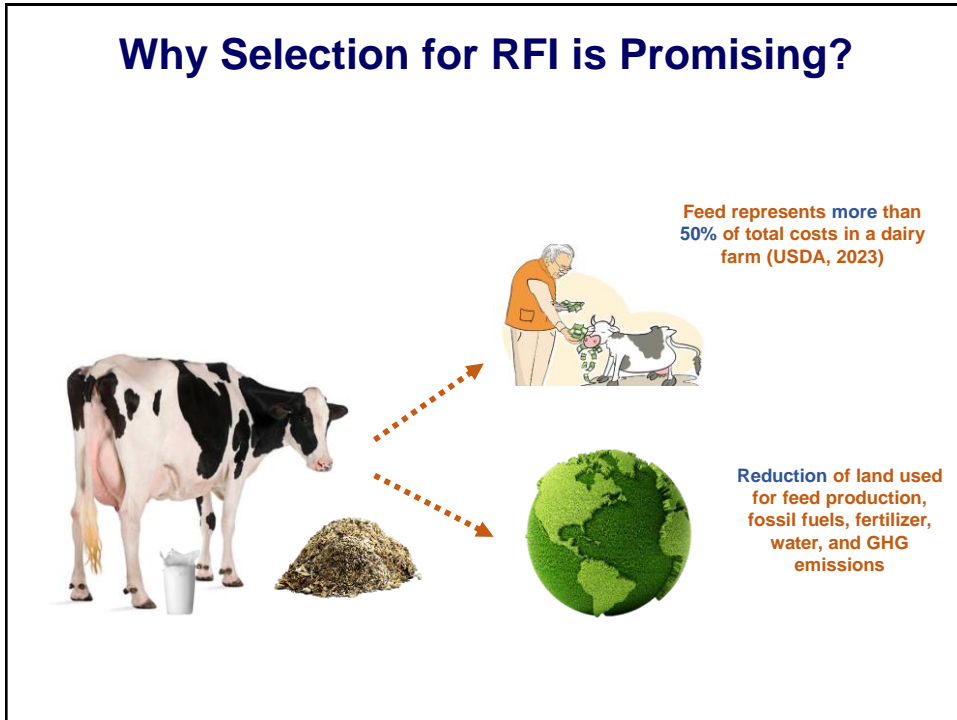 Why Selection for RFI is Promising?
Feed represents more than
50% of total costs in a dairy
farm (USDA, 2023)
Reduction of land used
for feed production,
fossil fuels, fertilizer,
water, and GHG
emissions